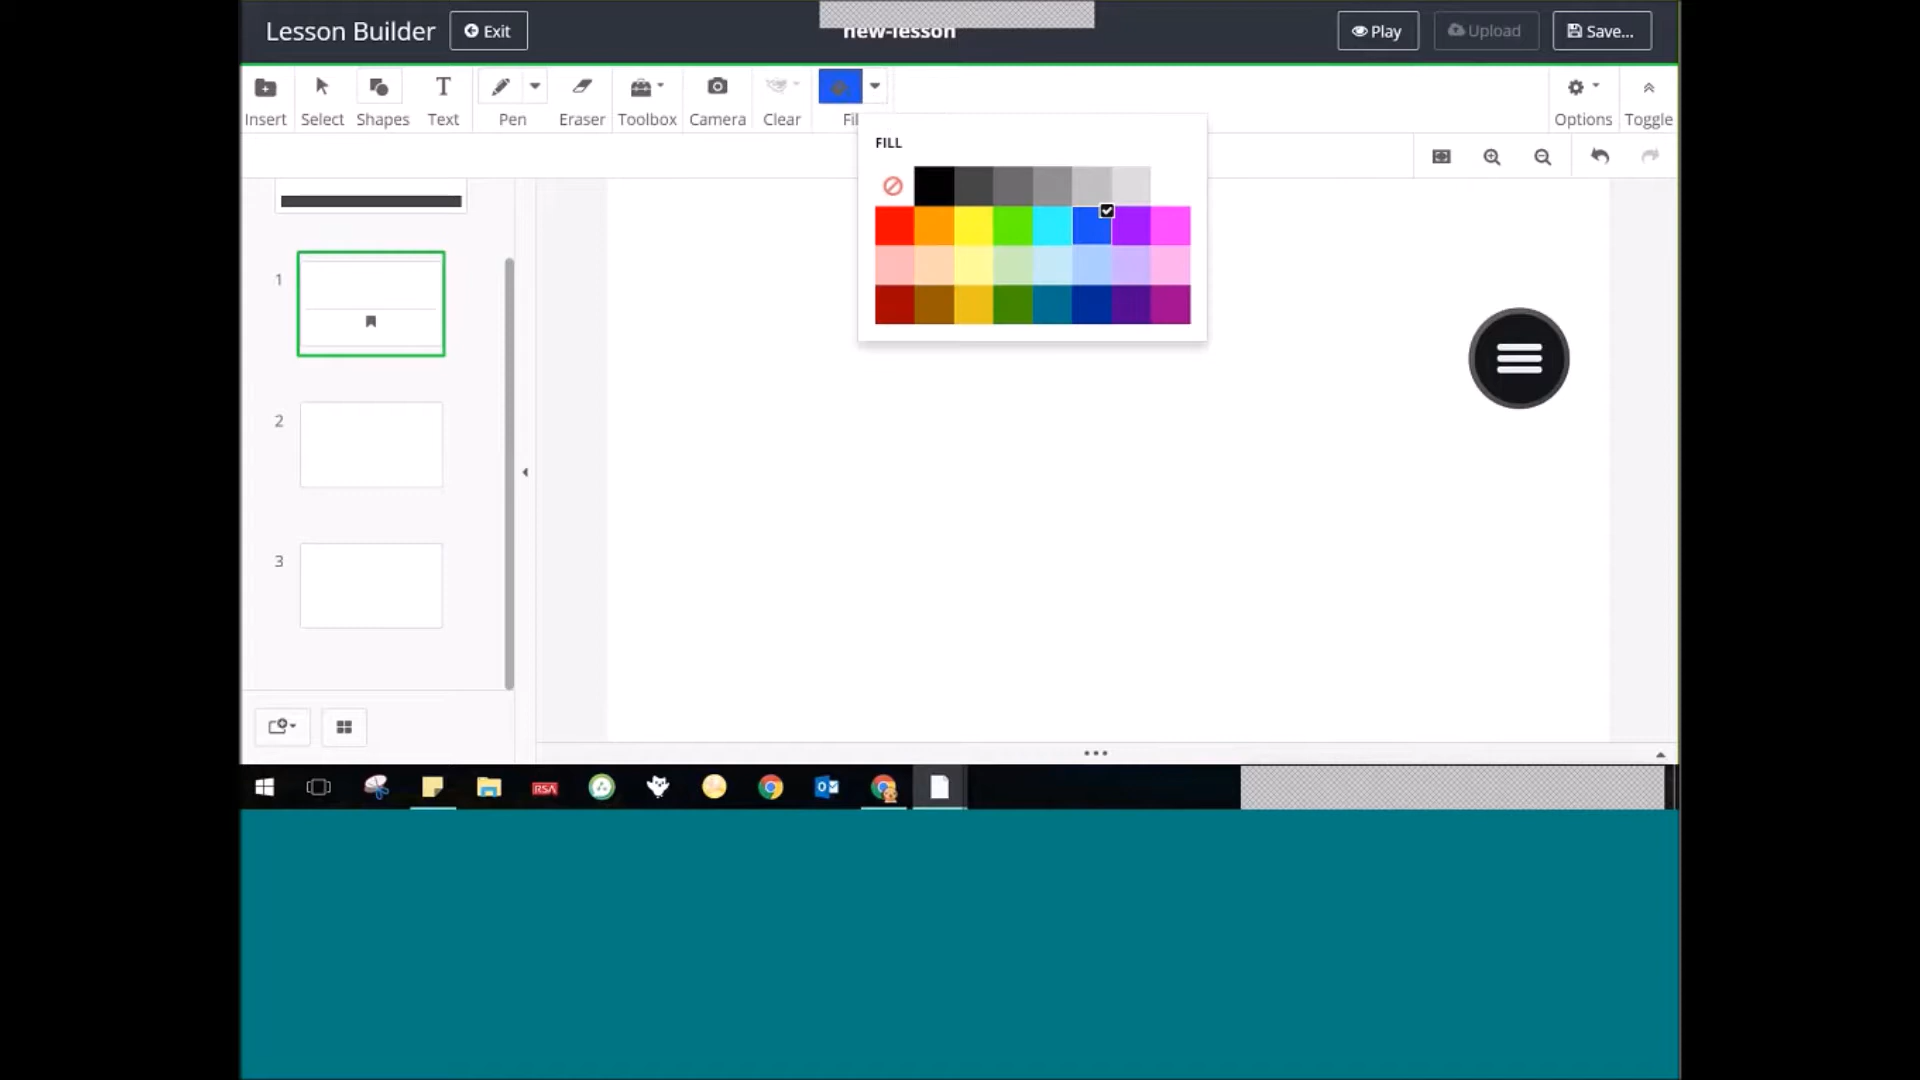 Lesson Builder Exit new-lesson Play Upload Save...
Insert Select Shapes Text Pen Eraser Toolbox Camera Clear Options Toggle
FILL
1
2
3
RSA